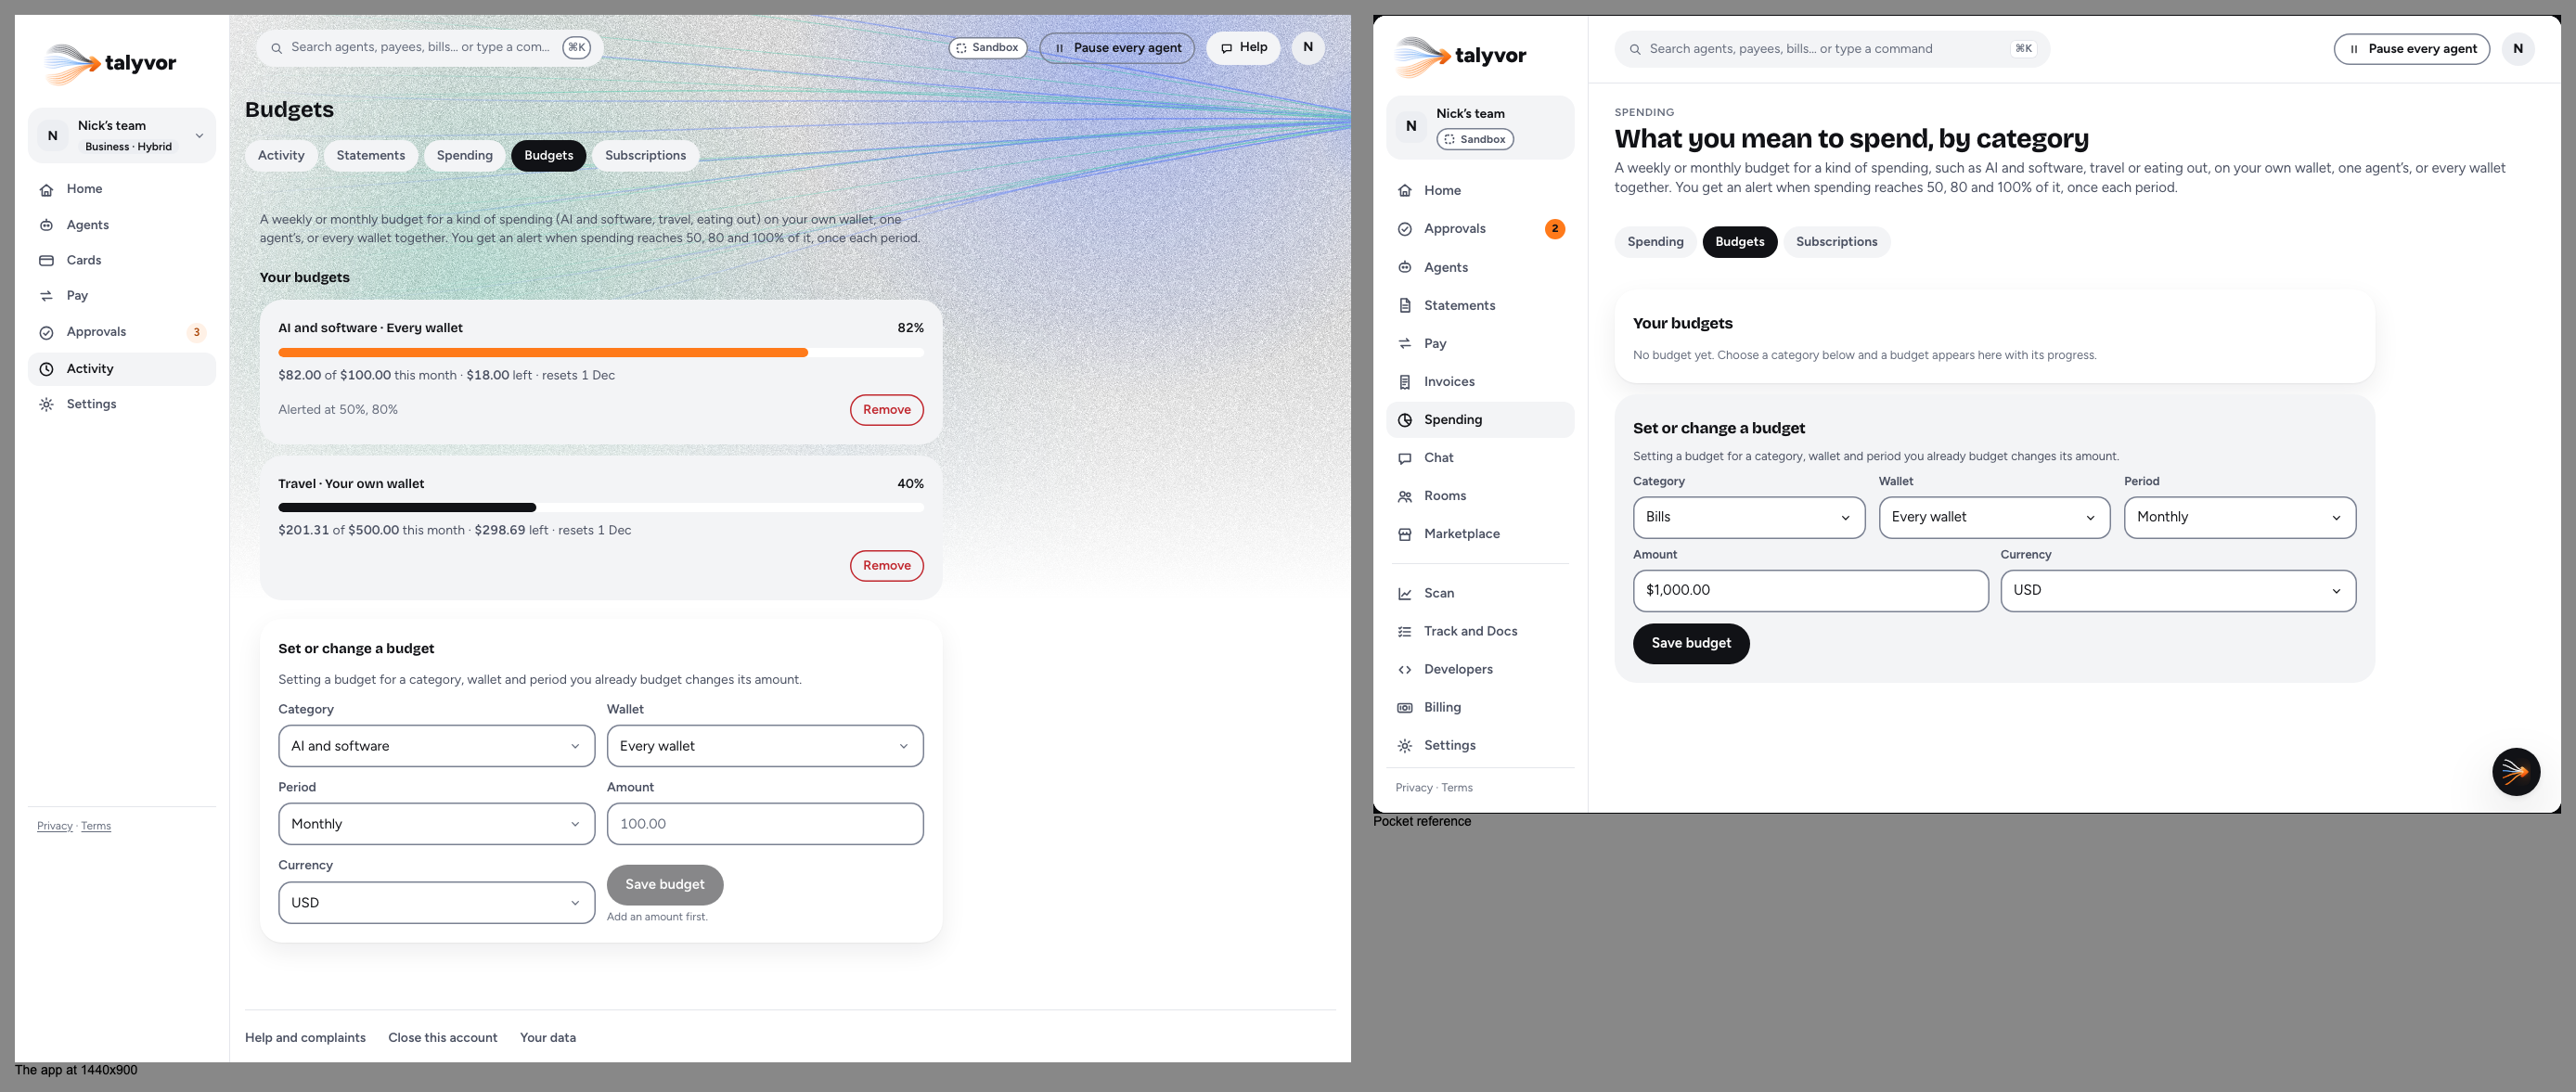 talyvor
N
Nick's team
Business · Hybrid
Home
Agents
Cards
Pay
Approvals
3
Activity
Settings
Privacy · Terms
Search agents, payees, bills... or type a com...
⌘K
Sandbox
Pause every agent
Help
N
Budgets
Activity
Statements
Spending
Budgets
Subscriptions
A weekly or monthly budget for a kind of spending (AI and software, travel, eating out) on your own wallet, one
agent's, or every wallet together. You get an alert when spending reaches 50, 80 and 100% of it, once each period.
Your budgets
AI and software · Every wallet
82%
$82.00 of $100.00 this month · $18.00 left · resets 1 Dec
Alerted at 50%, 80%
Remove
Travel · Your own wallet
40%
$201.31 of $500.00 this month · $298.69 left · resets 1 Dec
Remove
Set or change a budget
Setting a budget for a category, wallet and period you already budget changes its amount.
Category
Wallet
AI and software
Every wallet
Period
Amount
Monthly
100.00
Currency
USD
Save budget
Add an amount first.
Help and complaints
Close this account
Your data
The app at 1440x900
talyvor
N
Nick's team
Sandbox
Home
Approvals
2
Agents
Statements
Pay
Invoices
Spending
Chat
Rooms
Marketplace
Scan
Track and Docs
Developers
Billing
Settings
Privacy · Terms
Search agents, payees, bills... or type a command
⌘K
Pause every agent
N
SPENDING
What you mean to spend, by category
A weekly or monthly budget for a kind of spending, such as AI and software, travel or eating out, on your own wallet, one agent's, or every wallet
together. You get an alert when spending reaches 50, 80 and 100% of it, once each period.
Spending
Budgets
Subscriptions
Your budgets
No budget yet. Choose a category below and a budget appears here with its progress.
Set or change a budget
Setting a budget for a category, wallet and period you already budget changes its amount.
Category
Wallet
Period
Bills
Every wallet
Monthly
Amount
Currency
$1,000.00
USD
Save budget
Pocket reference